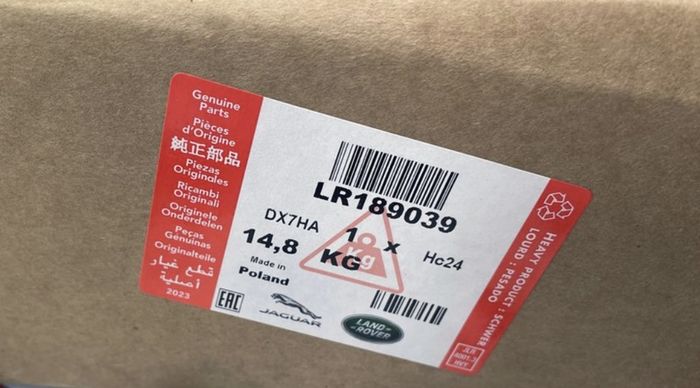 Genuine
Parts
Pièces
d'Origine
純正部品
Piezas
Originales
Ricambi
Originali
Originele
Onderdelen
Peças
Genuínas
Originalteile
قطع غيار
أصلية
2023
LR189039
DX7HA 1 x Hc24
14,8 KG
Kg
Made in
Poland
EAC
JAGUAR
LAND-
ROVER
HEAVY PRODUCT : SCHWER
LOURD : PESADO
JLR